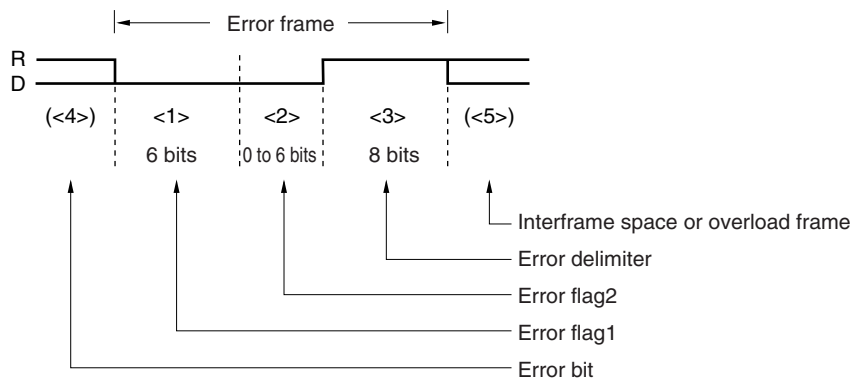 Error frame
R
D
(<4>) <1> <2> <3> (<5>)
6 bits 0 to 6 bits 8 bits
Interframe space or overload frame
Error delimiter
Error flag2
Error flag1
Error bit